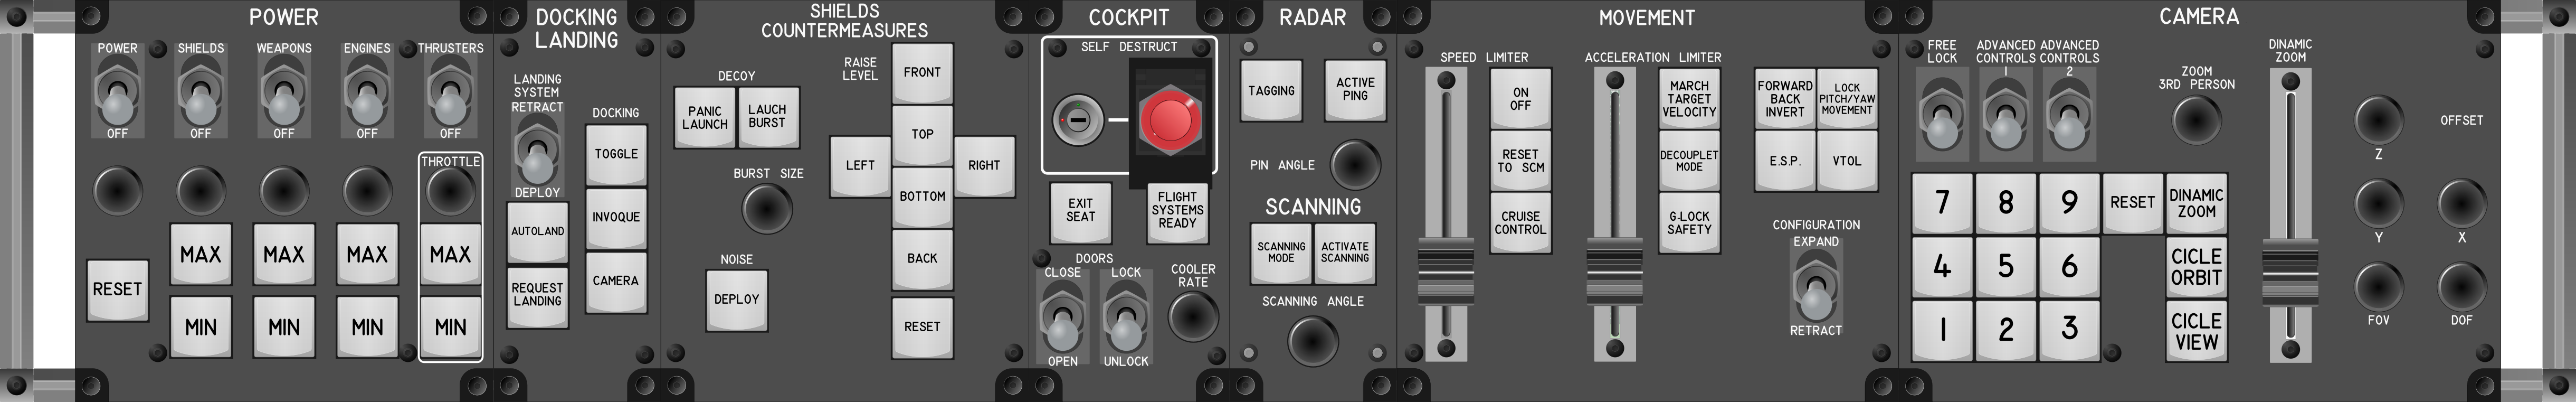 POWER
POWER
SHIELDS
WEAPONS
ENGINES
THRUSTERS
OFF
OFF
OFF
OFF
OFF
THROTTLE
MAX
MAX
MAX
MAX
RESET
MIN
MIN
MIN
MIN
DOCKING
LANDING
LANDING
SYSTEM
RETRACT
DEPLOY
AUTOLAND
REQUEST
LANDING
DOCKING
TOGGLE
INVOQUE
CAMERA
SHIELDS
COUNTERMEASURES
DECOY
PANIC
LAUNCH
LAUCH
BURST
BURST SIZE
NOISE
DEPLOY
RAISE
LEVEL
FRONT
TOP
LEFT
RIGHT
BOTTOM
BACK
RESET
COCKPIT
SELF DESTRUCT
EXIT
SEAT
FLIGHT
SYSTEMS
READY
DOORS
CLOSE
LOCK
OPEN
UNLOCK
COOLER
RATE
RADAR
TAGGING
ACTIVE
PING
PIN ANGLE
SCANNING
SCANNING
MODE
ACTIVATE
SCANNING
SCANNING ANGLE
MOVEMENT
SPEED LIMITER
ON
OFF
RESET
TO SCM
CRUISE
CONTROL
ACCELERATION LIMITER
MARCH
TARGET
VELOCITY
DECOUPLET
MODE
G-LOCK
SAFETY
FORWARD
BACK
INVERT
LOCK
PITCH/YAW
MOVEMENT
E.S.P.
VTOL
CONFIGURATION
EXPAND
RETRACT
CAMERA
FREE
LOCK
ADVANCED
CONTROLS
1
ADVANCED
CONTROLS
2
ZOOM
3RD PERSON
DINAMIC
ZOOM
OFFSET
Z
7
8
9
RESET
DINAMIC
ZOOM
Y
X
4
5
6
CICLE
ORBIT
1
2
3
CICLE
VIEW
FOV
DOF